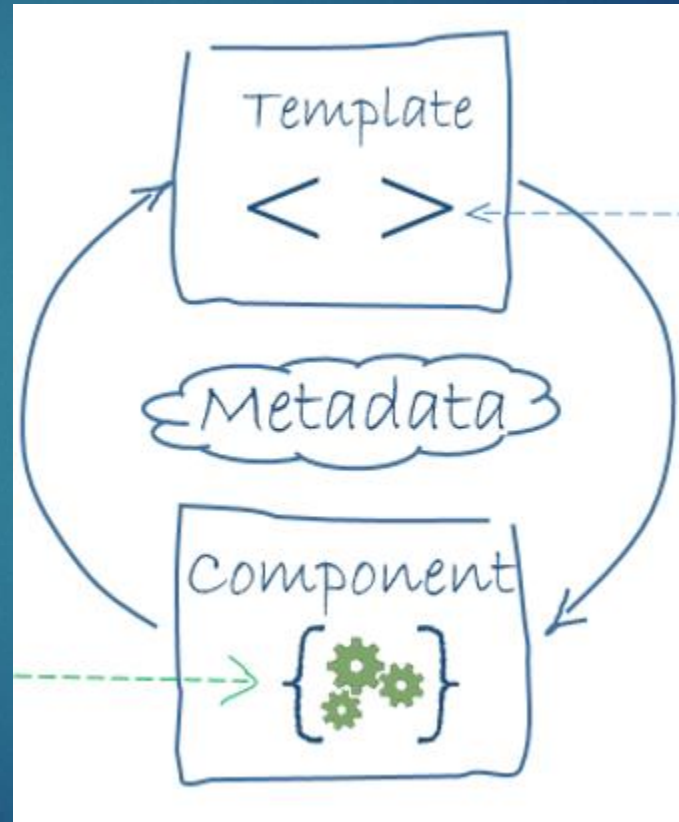 Template
< >
Metadata
Component
{ }